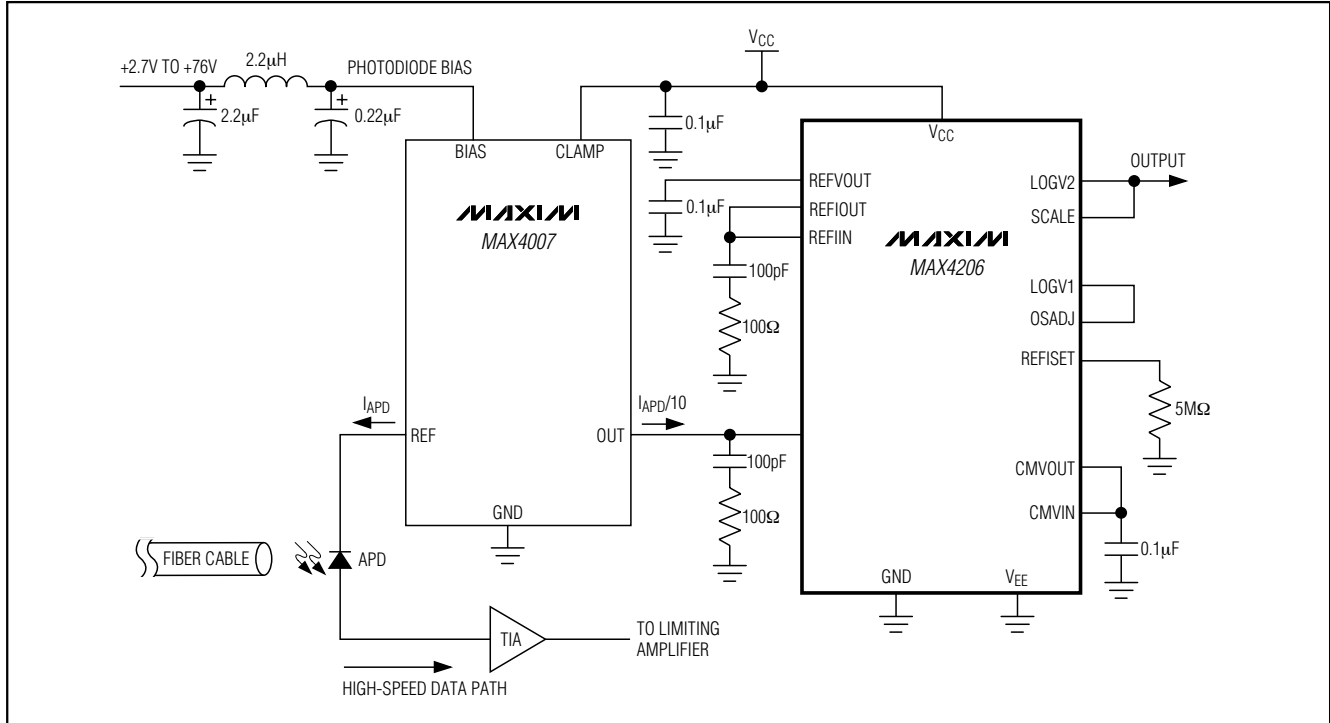 +2.7V TO +76V
2.2μH
PHOTODIODE BIAS
2.2μF
0.22μF
VCC
0.1μF
BIAS
CLAMP
MAXIM
MAX4007
REF
OUT
GND
IAPD
IAPD/10
0.1μF
100pF
100Ω
100pF
100Ω
VCC
REFVOUT
REFIOUT
REFIIN
MAXIM
MAX4206
LOGV2
SCALE
LOGV1
OSADJ
REFISET
CMVOUT
CMVIN
GND
VEE
OUTPUT
5MΩ
0.1μF
FIBER CABLE
APD
TIA
TO LIMITING
AMPLIFIER
HIGH-SPEED DATA PATH